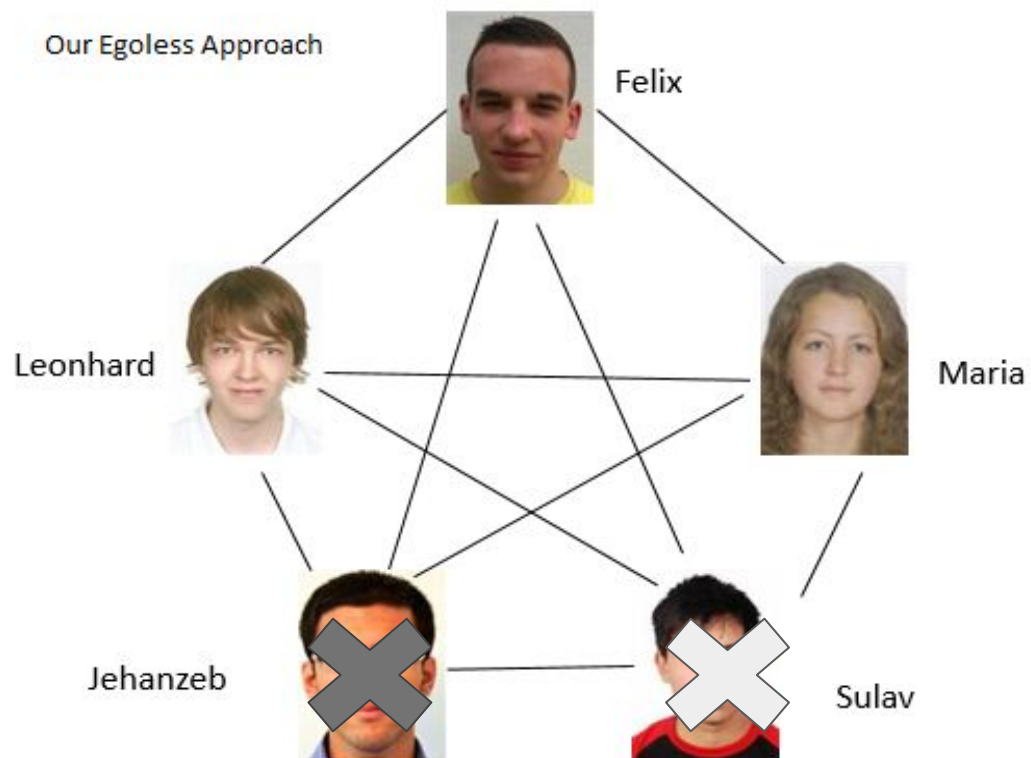 Our Egoless Approach
Felix
Leonhard
Maria
Jehanzeb
Sulav